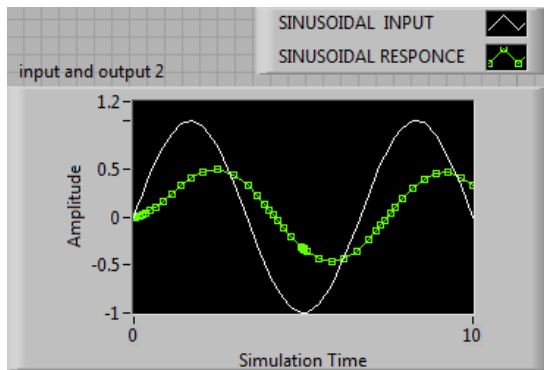 SINUSOIDAL INPUT
SINUSOIDAL RESPONCE
input and output 2
1.2
0.5
0
-0.5
-1
Amplitude
0
10
Simulation Time